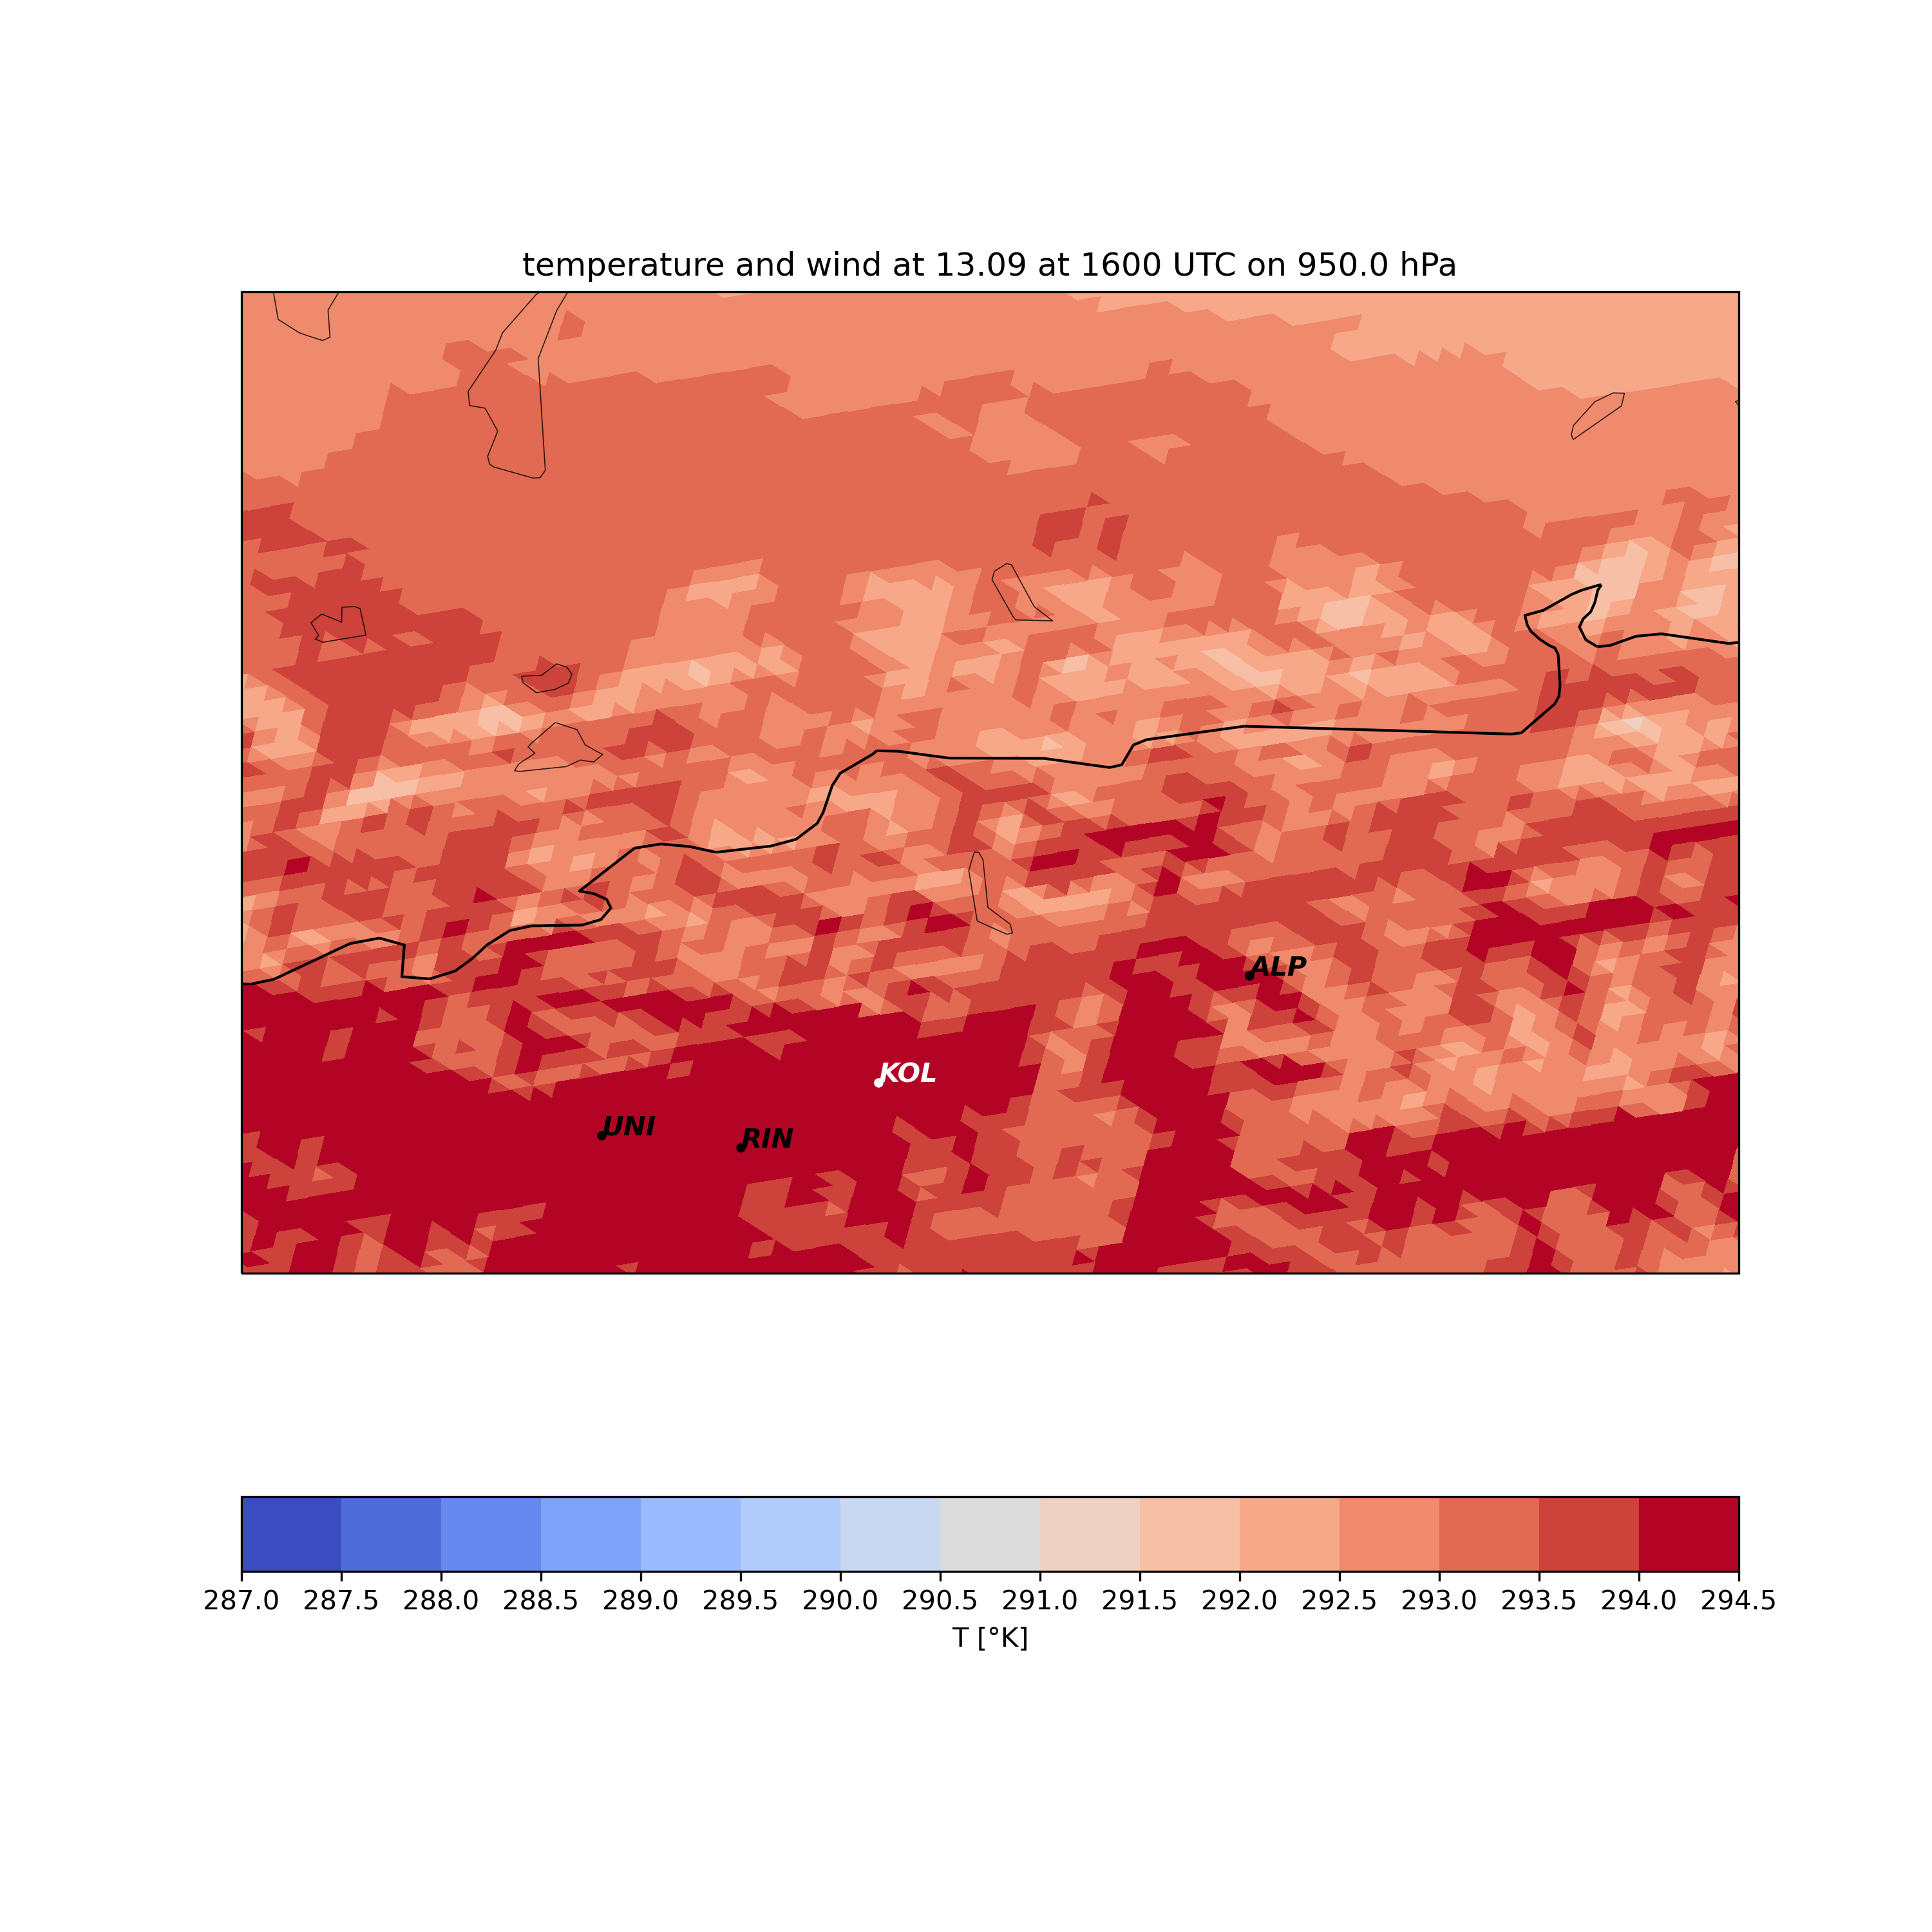 temperature and wind at 13.09 at 1600 UTC on 950.0 hPa
ALP
KOL
UNI
RIN
287.0 287.5 288.0 288.5 289.0 289.5 290.0 290.5 291.0 291.5 292.0 292.5 293.0 293.5 294.0 294.5
T [°K]